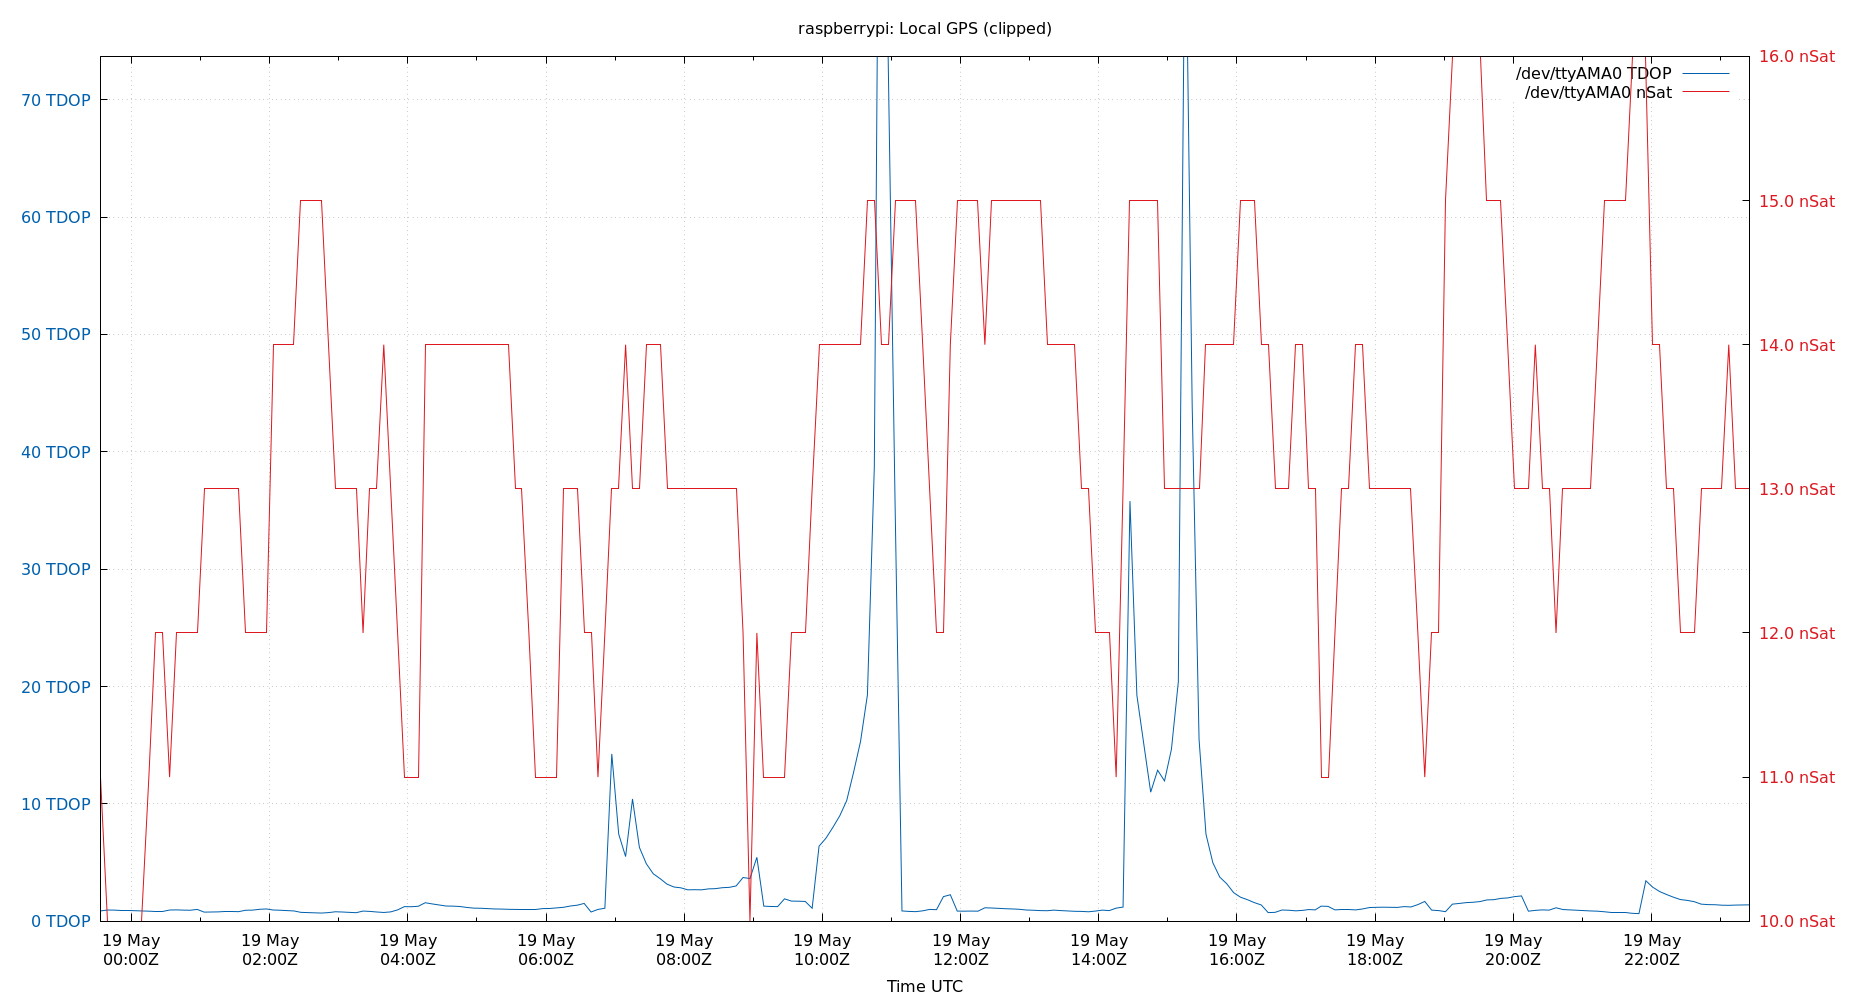 raspberrypi: Local GPS (clipped)
/dev/ttyAMA0 TDOP
/dev/ttyAMA0 nSat
70 TDOP
60 TDOP
50 TDOP
40 TDOP
30 TDOP
20 TDOP
10 TDOP
0 TDOP
16.0 nSat
15.0 nSat
14.0 nSat
13.0 nSat
12.0 nSat
11.0 nSat
10.0 nSat
19 May 19 May 19 May 19 May 19 May 19 May 19 May 19 May 19 May 19 May 19 May 19 May
00:00Z 02:00Z 04:00Z 06:00Z 08:00Z 10:00Z 12:00Z 14:00Z 16:00Z 18:00Z 20:00Z 22:00Z
Time UTC